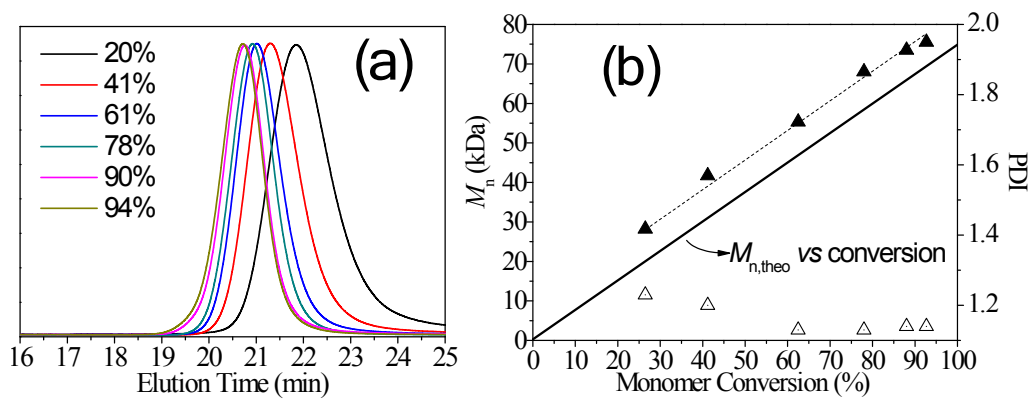 (a)
20%
41%
61%
78%
90%
94%
16 17 18 19 20 21 22 23 24 25
Elution Time (min)
(b)
80
70
60
50
40
30
20
10
0
Mn (kDa)
Mn,theo vs conversion
2.0
1.8
1.6
1.4
1.2
PDI
0 10 20 30 40 50 60 70 80 90 100
Monomer Conversion (%)